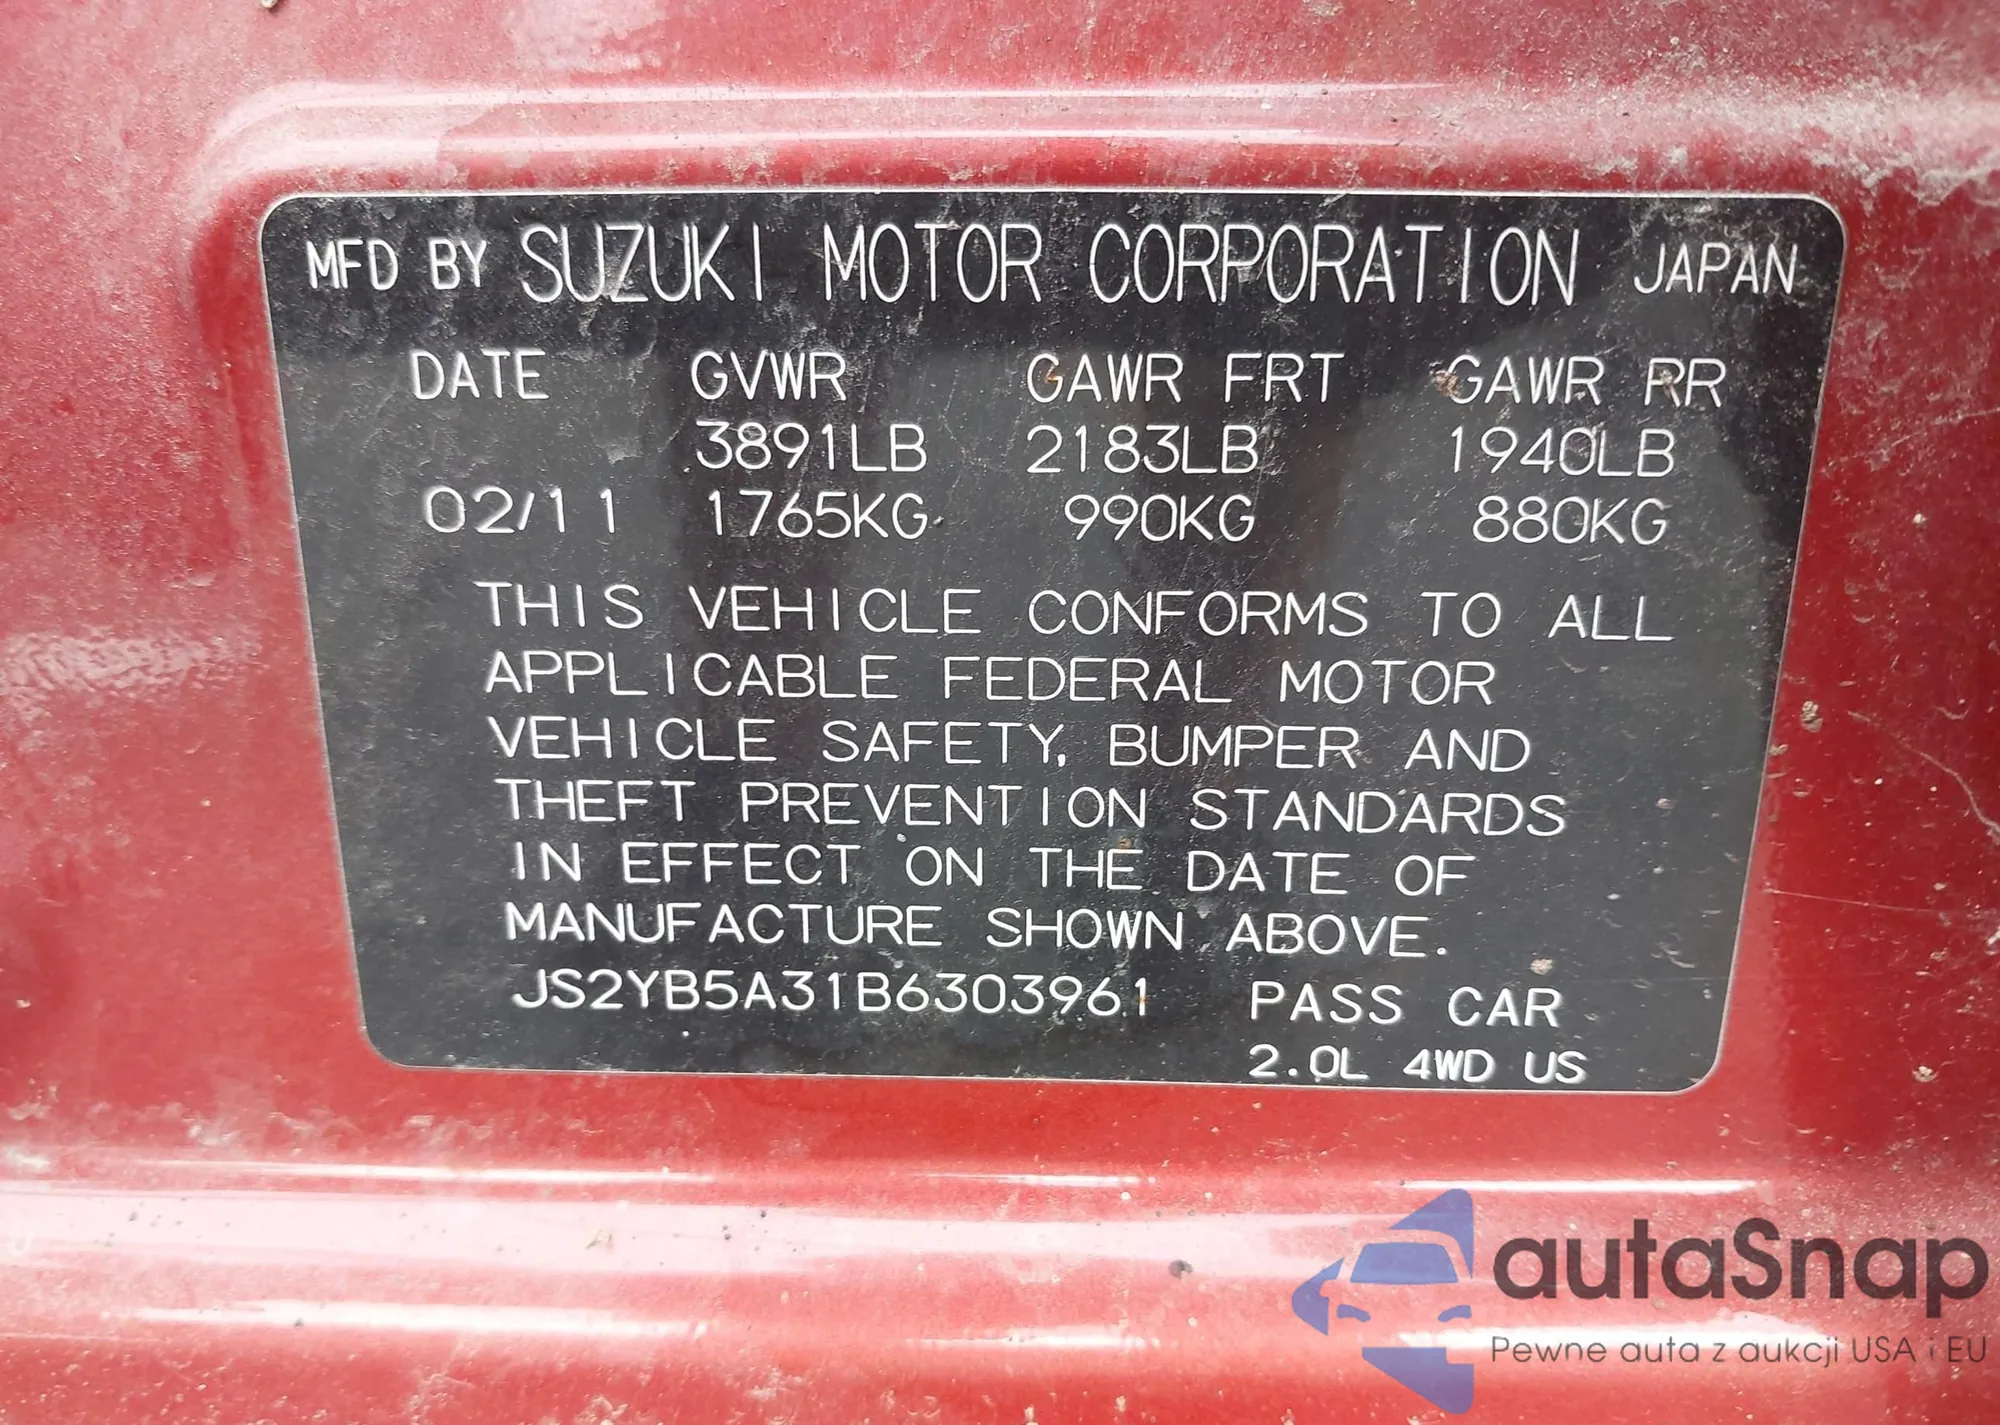 MFD BY SUZUKI MOTOR CORPORATION JAPAN
DATE GVWR GAWR FRT GAWR RR
3891LB 2183LB 1940LB
02/11 1765KG 990KG 880KG
THIS VEHICLE CONFORMS TO ALL
APPLICABLE FEDERAL MOTOR
VEHICLE SAFETY, BUMPER AND
THEFT PREVENTION STANDARDS
IN EFFECT ON THE DATE OF
MANUFACTURE SHOWN ABOVE.
JS2YB5A31B6303961 PASS CAR
2.0L 4WD US
autaSnap
Pewne auta z aukcji USA i EU